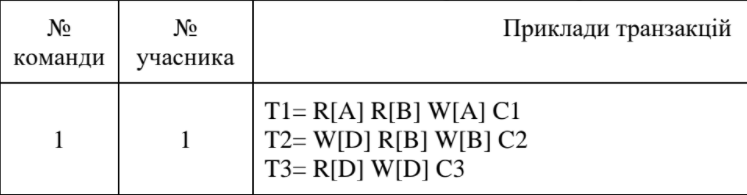 № команди
№ учасника
Приклади транзакцій
1
1
T1= R[A] R[B] W[A] C1
T2= W[D] R[B] W[B] C2
T3= R[D] W[D] C3